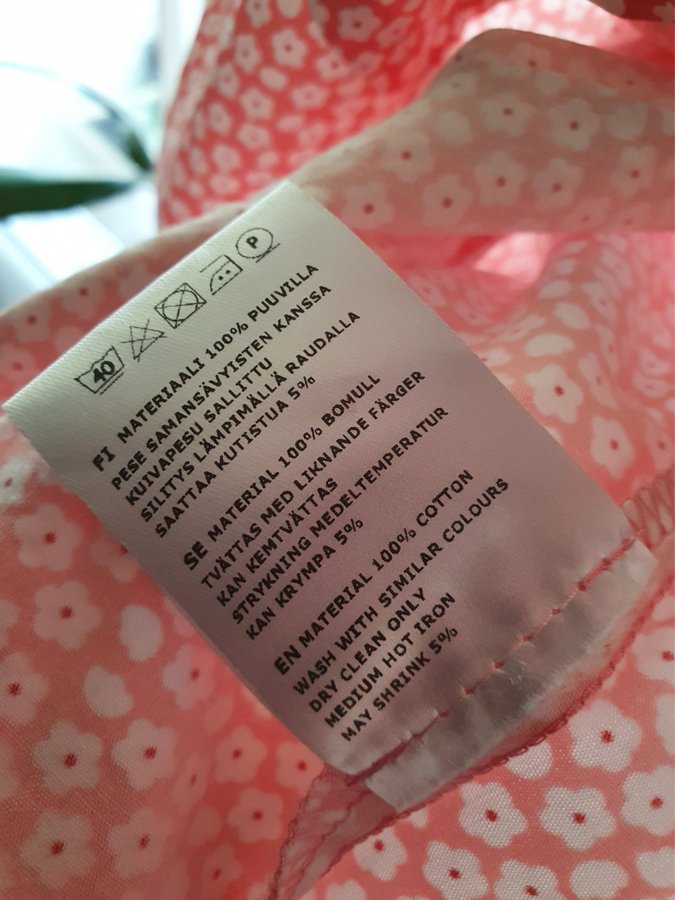 40 P
FI MATERIAALI 100% PUUVILLA
PESE SAMANSÄVYISTEN KANSSA
KUIVAPESU SALLITTU
SILITYS LÄMPIMÄLLÄ RAUDALLA
SAATTAA KUTISTUA 5%
SE MATERIAL 100% BOMULL
TVÄTTAS MED LIKNANDE FÄRGER
KAN KEMTVÄTTAS
STRYKNING MEDELTEMPERATUR
KAN KRYMPA 5%
EN MATERIAL 100% COTTON
WASH WITH SIMILAR COLOURS
DRY CLEAN ONLY
MEDIUM HOT IRON
MAY SHRINK 5%